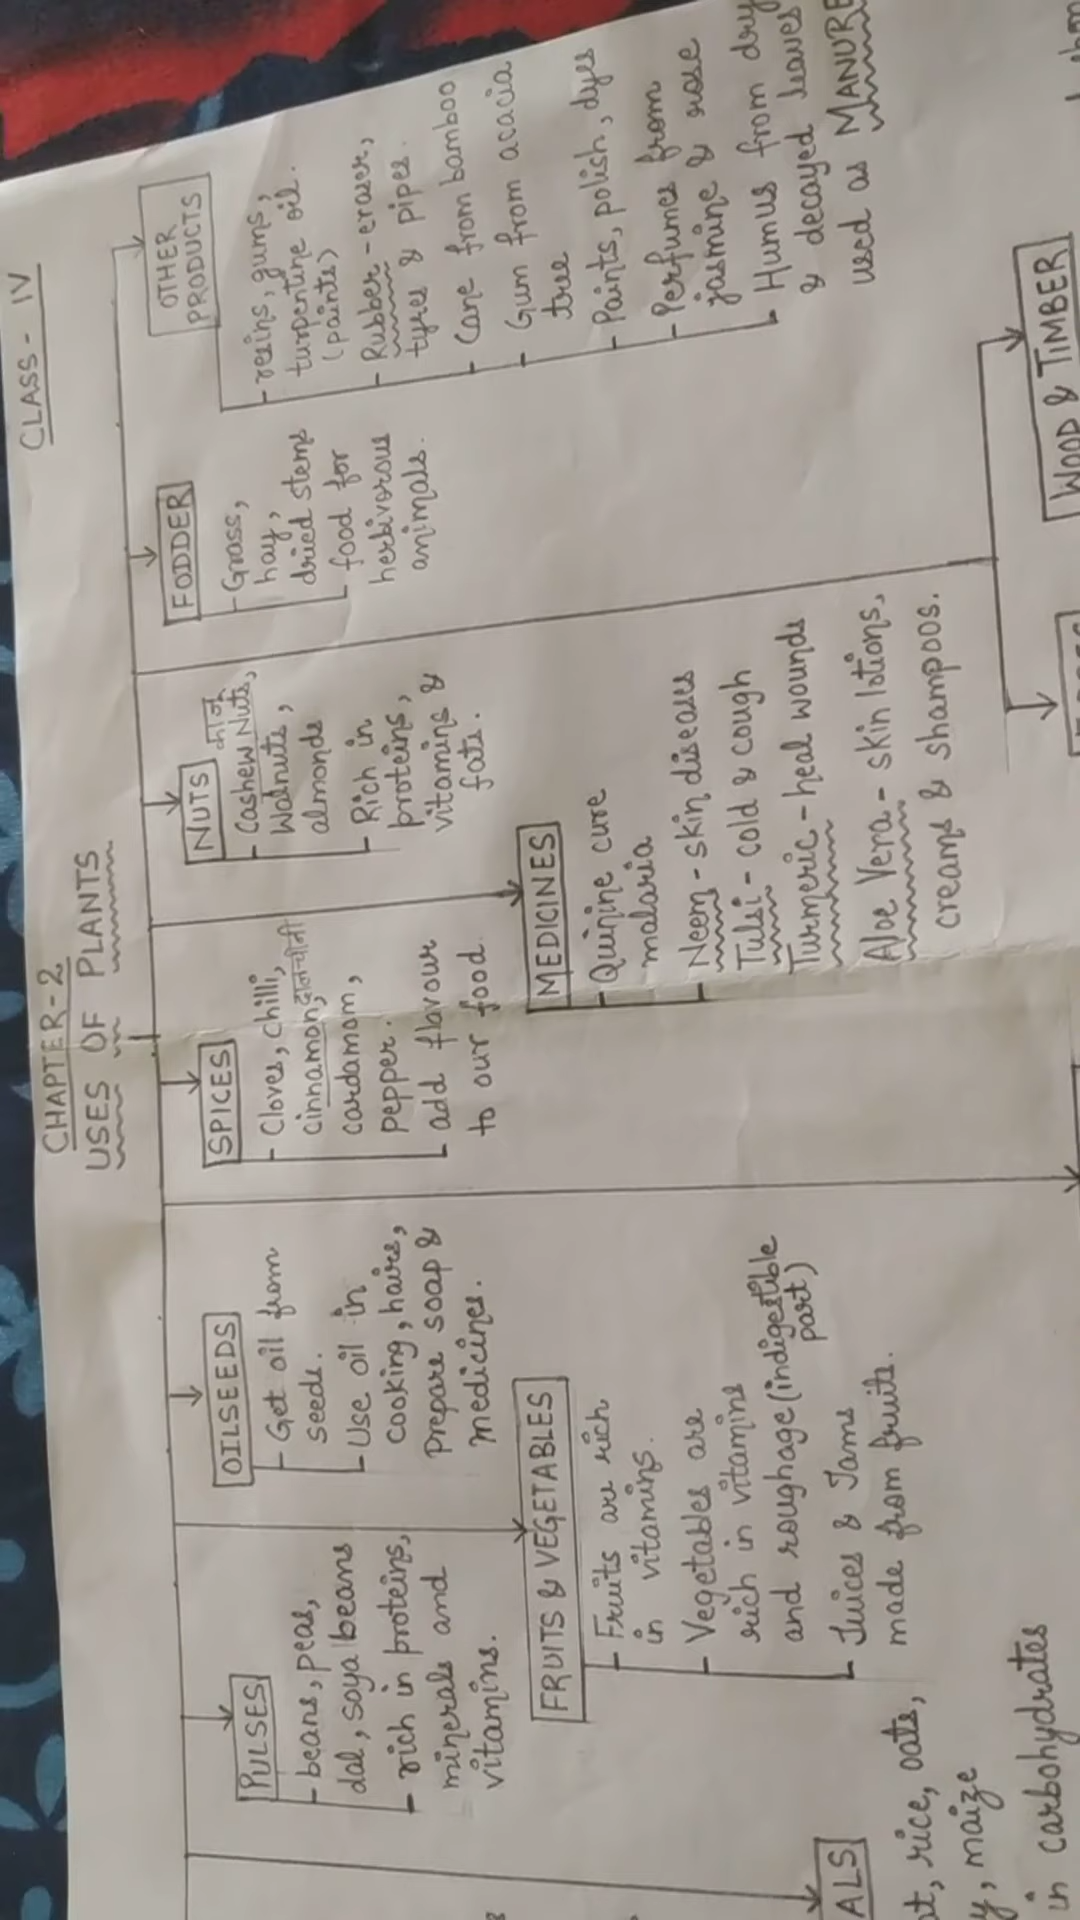 CLASS - IV
CHAPTER-2
USES OF PLANTS
PULSES
- beans, peas,
dal, soya beans
- rich in proteins,
minerals and
vitamins.
OILSEEDS
- Get oil from
seeds.
- Use oil in
cooking, hairs,
prepare soap &
medicines.
SPICES
- Cloves, chilli,
cinnamon, दालचीनी
cardamom,
pepper.
- add flavour
to our food.
NUTS
काजू
- Cashew Nuts,
Walnuts,
almonds
- Rich in
proteins,
vitamins &
fats.
FODDER
- Grass,
hay,
dried stems
- food for
herbivorous
animals.
OTHER
PRODUCTS
- resins, gums,
turpentine oil.
(paints)
- Rubber - eraser,
tyres & pipes.
- Cane from bamboo
- Gum from acacia
tree
- Paints, polish, dyes
- Perfumes from
jasmine & rose
- Humus from dry
& decayed leaves
used as MANURE
FRUITS & VEGETABLES
- Fruits are rich
in vitamins.
- Vegetables are
rich in vitamins
and roughage (indigestible
part)
- Juices & Jams
made from fruits.
MEDICINES
- Quinine cure
malaria
- Neem - skin diseases
Tulsi - cold & cough
Turmeric - heal wounds
Aloe Vera - skin lotions,
creams & shampoos.
ALS
rice, oats,
maize
in carbohydrates
WOOD & TIMBER